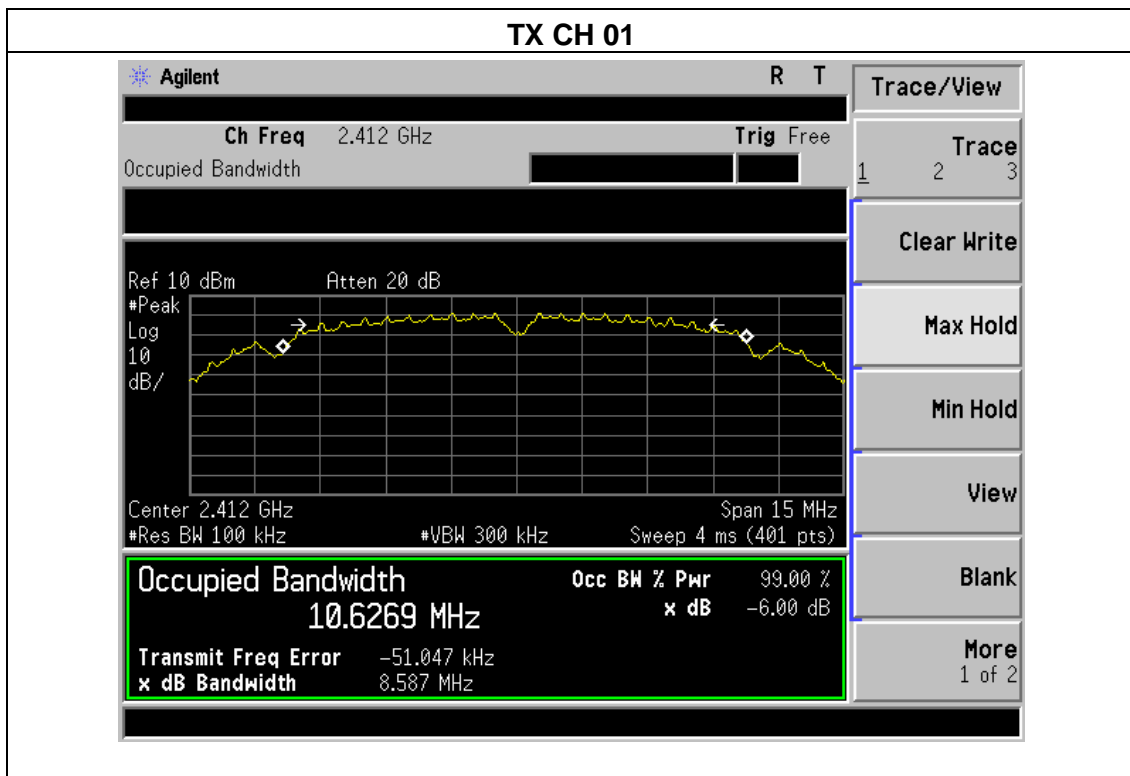 TX CH 01
Agilent R T
Ch Freq 2.412 GHz Trig Free
Occupied Bandwidth
Ref 10 dBm Atten 20 dB
#Peak
Log
10
dB/
Center 2.412 GHz Span 15 MHz
#Res BW 100 kHz #VBW 300 kHz Sweep 4 ms (401 pts)
Occupied Bandwidth
10.6269 MHz
Occ BW % Pwr 99.00 %
x dB -6.00 dB
Transmit Freq Error -51.047 kHz
x dB Bandwidth 8.587 MHz
Trace/View
Trace
1 2 3
Clear Write
Max Hold
Min Hold
View
Blank
More
1 of 2